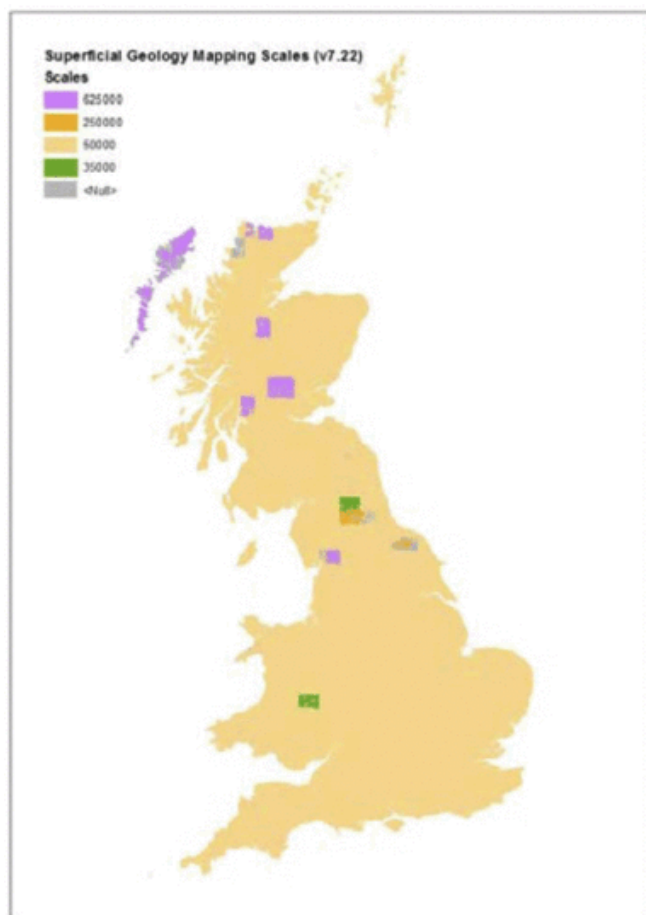 Superficial Geology Mapping Scales (v7.22)
Scales
625000
250000
50000
35000
<Null>